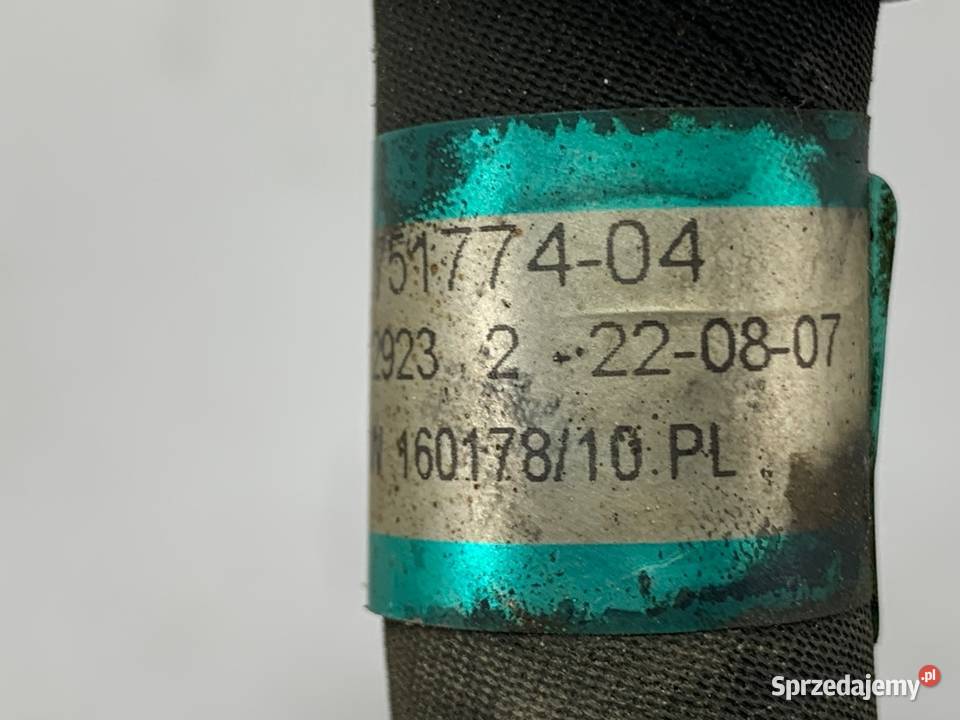 751774-04
2923 2 - 22-08-07
160178/10 PL
Sprzedajemy.pl